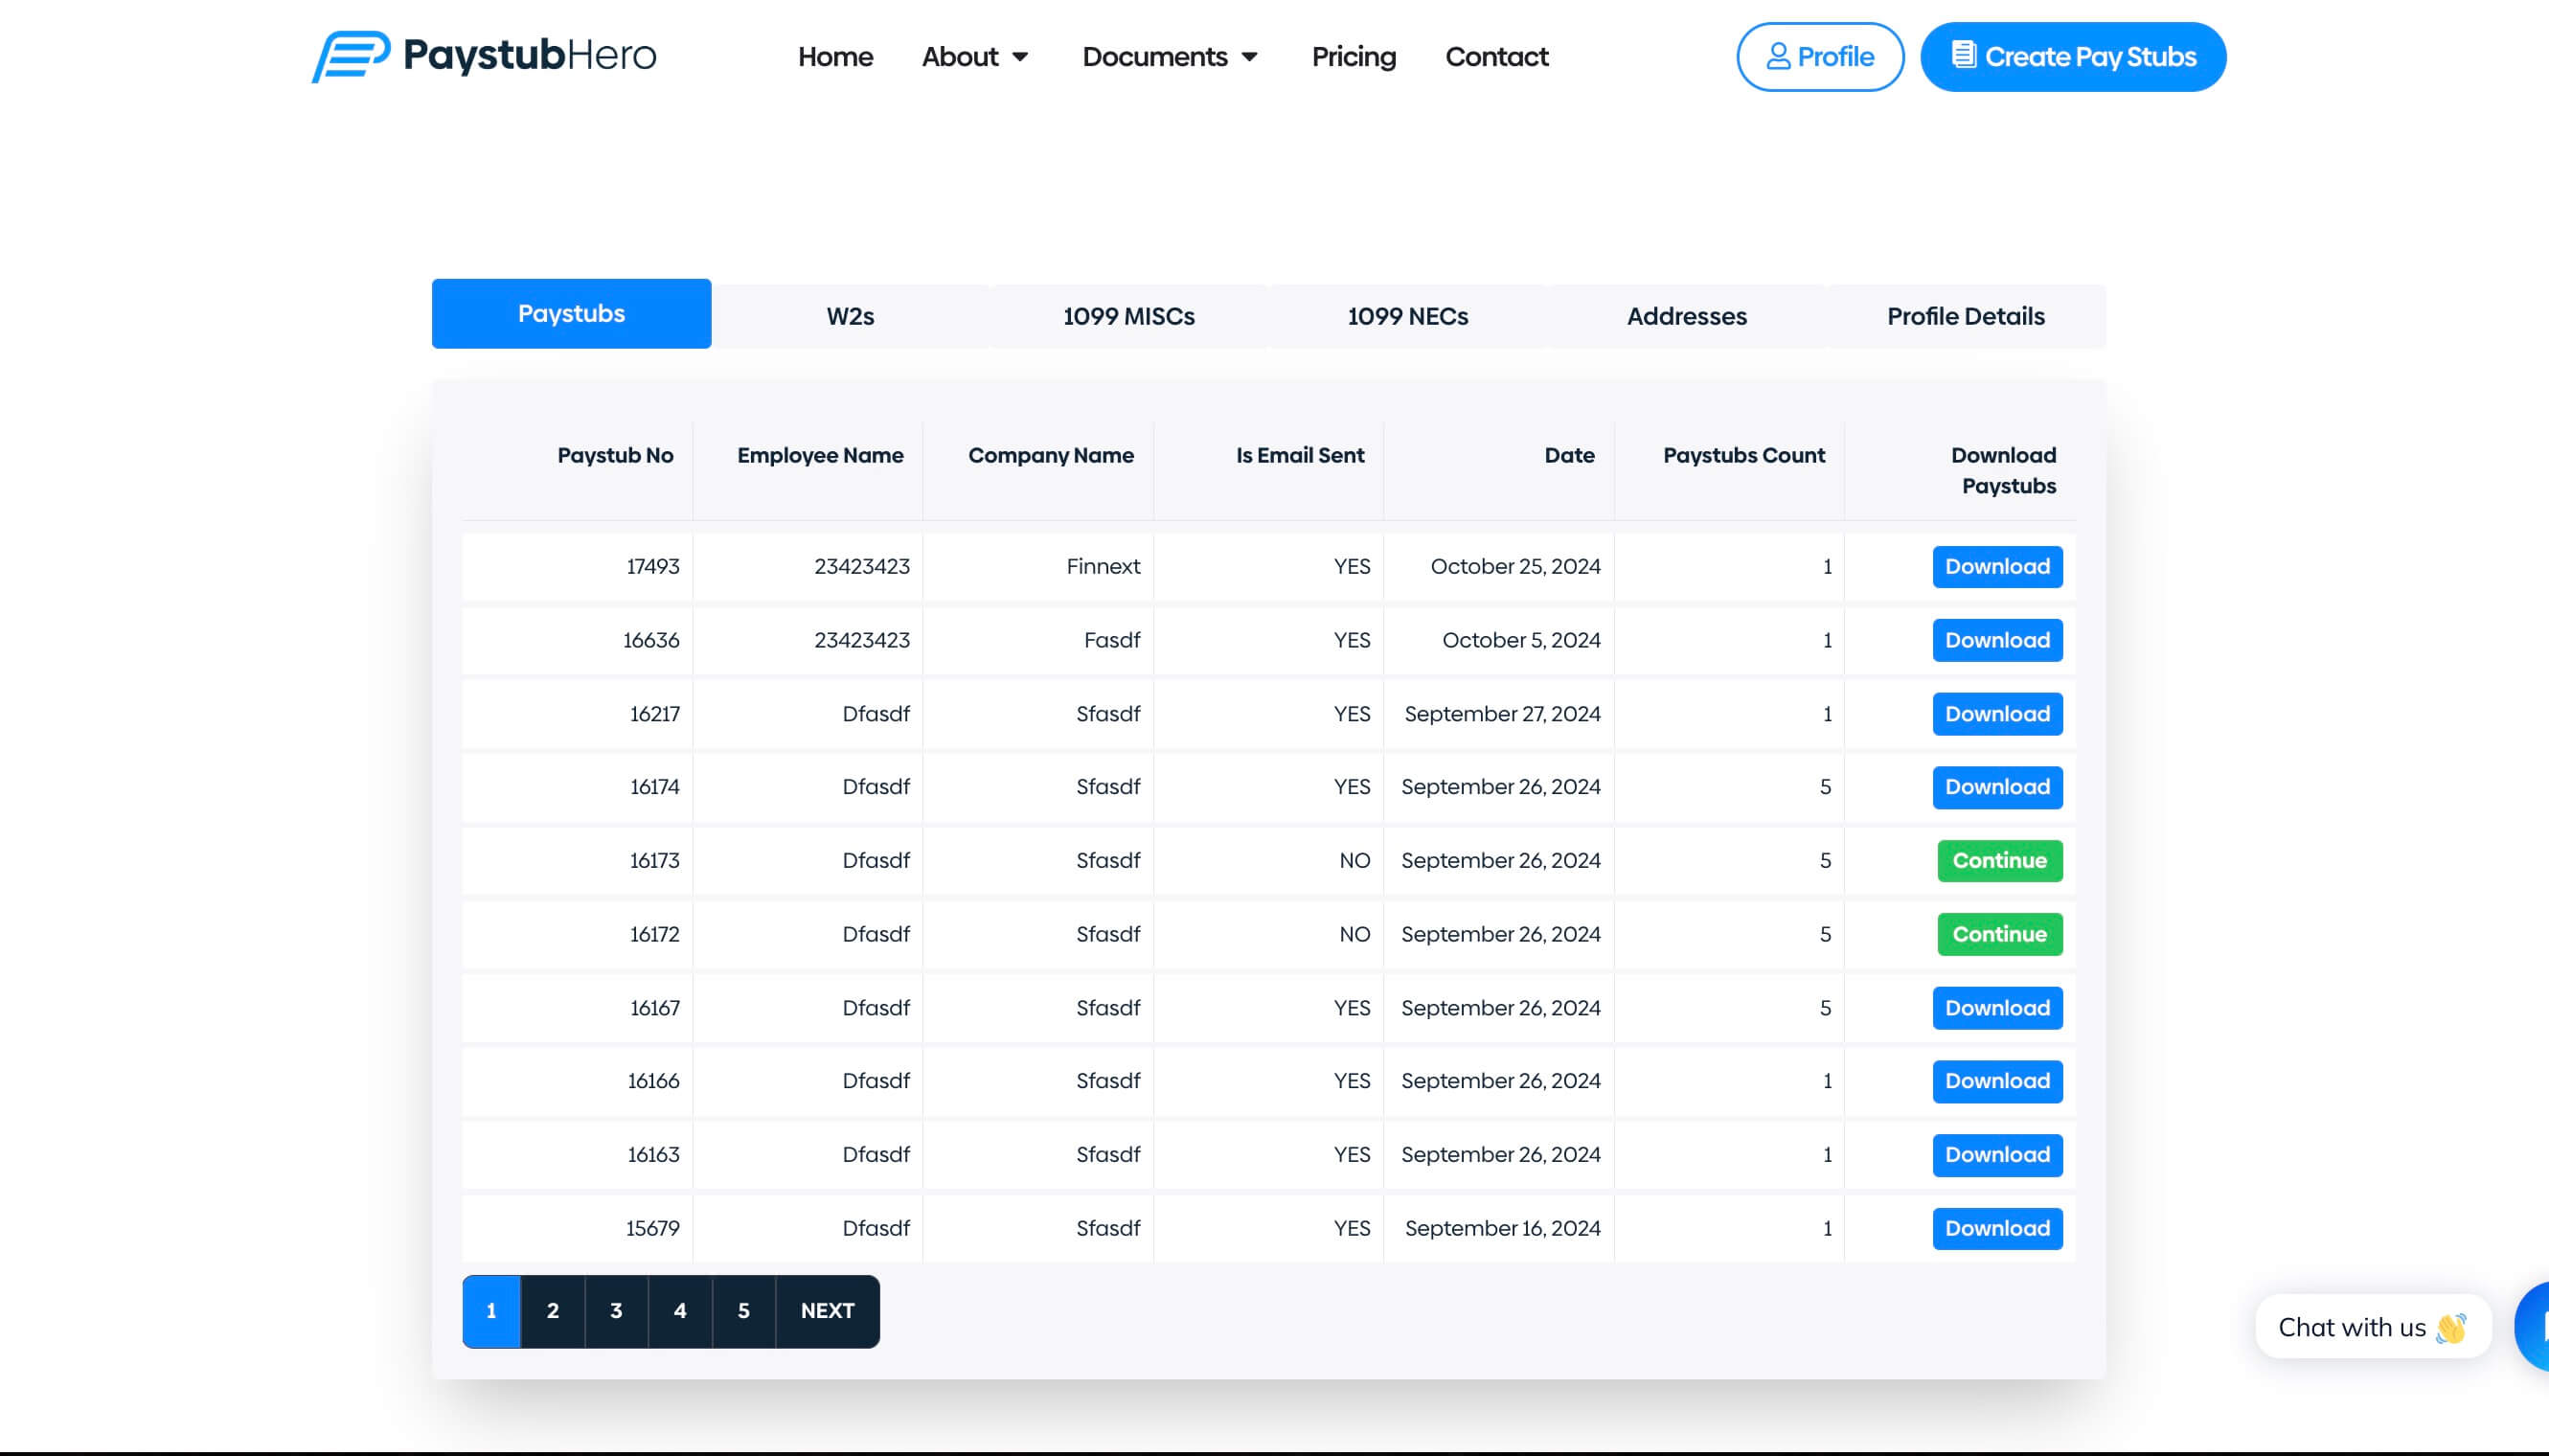 PaystubHero Home About Documents Pricing Contact Profile Create Pay Stubs
Paystubs W2s 1099 MISCs 1099 NECs Addresses Profile Details
Paystub No Employee Name Company Name Is Email Sent Date Paystubs Count Download
Paystubs
17493 23423423 Finnext YES October 25, 2024 1 Download
16636 23423423 Fasdf YES October 5, 2024 1 Download
16217 Dfasdf Sfasdf YES September 27, 2024 1 Download
16174 Dfasdf Sfasdf YES September 26, 2024 5 Download
16173 Dfasdf Sfasdf NO September 26, 2024 5 Continue
16172 Dfasdf Sfasdf NO September 26, 2024 5 Continue
16167 Dfasdf Sfasdf YES September 26, 2024 5 Download
16166 Dfasdf Sfasdf YES September 26, 2024 1 Download
16163 Dfasdf Sfasdf YES September 26, 2024 1 Download
15679 Dfasdf Sfasdf YES September 16, 2024 1 Download
1 2 3 4 5 NEXT
Chat with us 👋